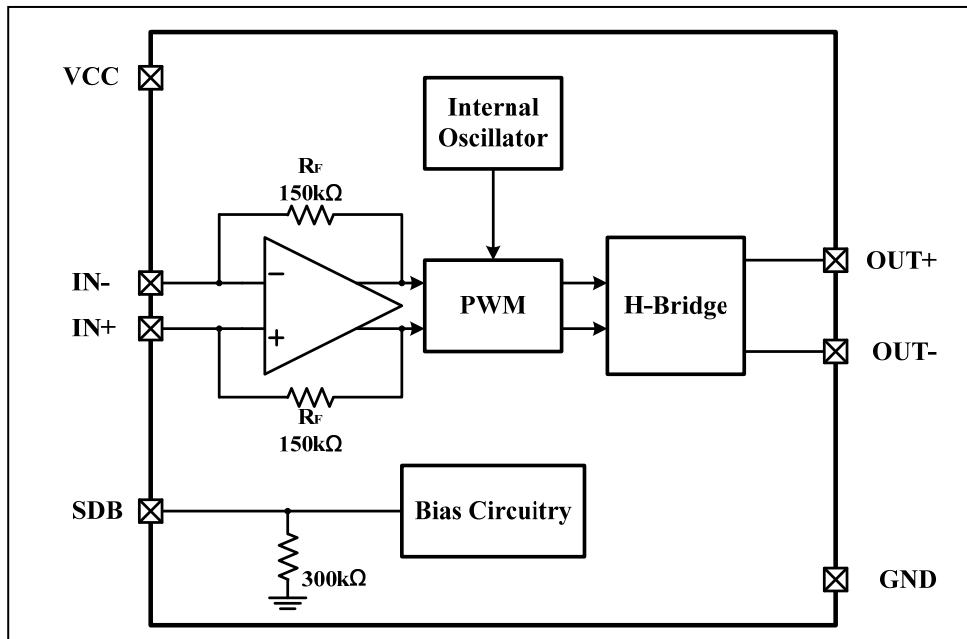 VCC
Internal
Oscillator
RF
150kΩ
IN-
IN+
−
+
PWM
H-Bridge
OUT+
OUT-
RF
150kΩ
SDB
Bias Circuitry
300kΩ
GND